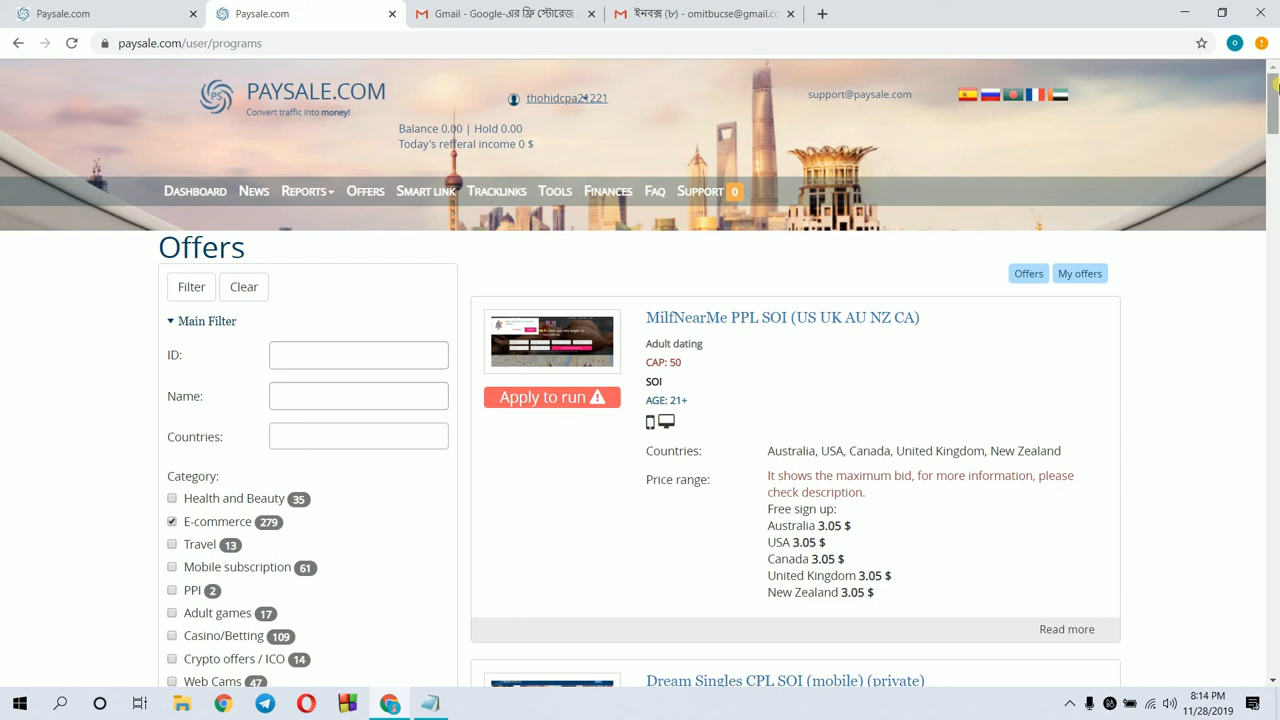 Paysale.com
Paysale.com
Gmail - Google-এর ফ্রি স্টোরেজ
ইনবক্স (৮) - omitbucse@gmail.c
paysale.com/user/programs
o
PAYSALE.COM
Convert traffic into money!
thohidcpa21221
support@paysale.com
Balance 0.00 | Hold 0.00
Today's refferal income 0 $
DASHBOARD NEWS REPORTS OFFERS SMART LINK TRACKLINKS TOOLS FINANCES FAQ SUPPORT 0
Offers
Offers My offers
Filter Clear
Main Filter
ID:
Name:
Countries:
Category:
Health and Beauty 35
E-commerce 279
Travel 13
Mobile subscription 61
PPI 2
Adult games 17
Casino/Betting 109
Crypto offers / ICO 14
Web Cams 47
MilfNearMe PPL SOI (US UK AU NZ CA)
Adult dating
CAP: 50
SOI
AGE: 21+
Apply to run
Countries: Australia, USA, Canada, United Kingdom, New Zealand
Price range: It shows the maximum bid, for more information, please
check description.
Free sign up:
Australia 3.05 $
USA 3.05 $
Canada 3.05 $
United Kingdom 3.05 $
New Zealand 3.05 $
Read more
Dream Singles CPL SOI (mobile) (private)
8:14 PM
11/28/2019